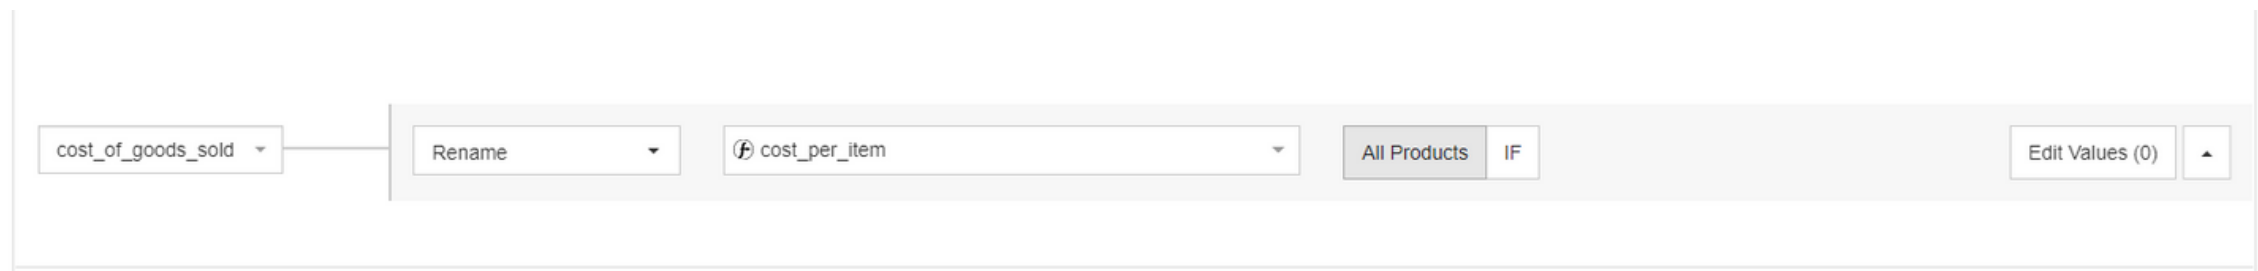 cost_of_goods_sold Rename cost_per_item All Products IF Edit Values (0)